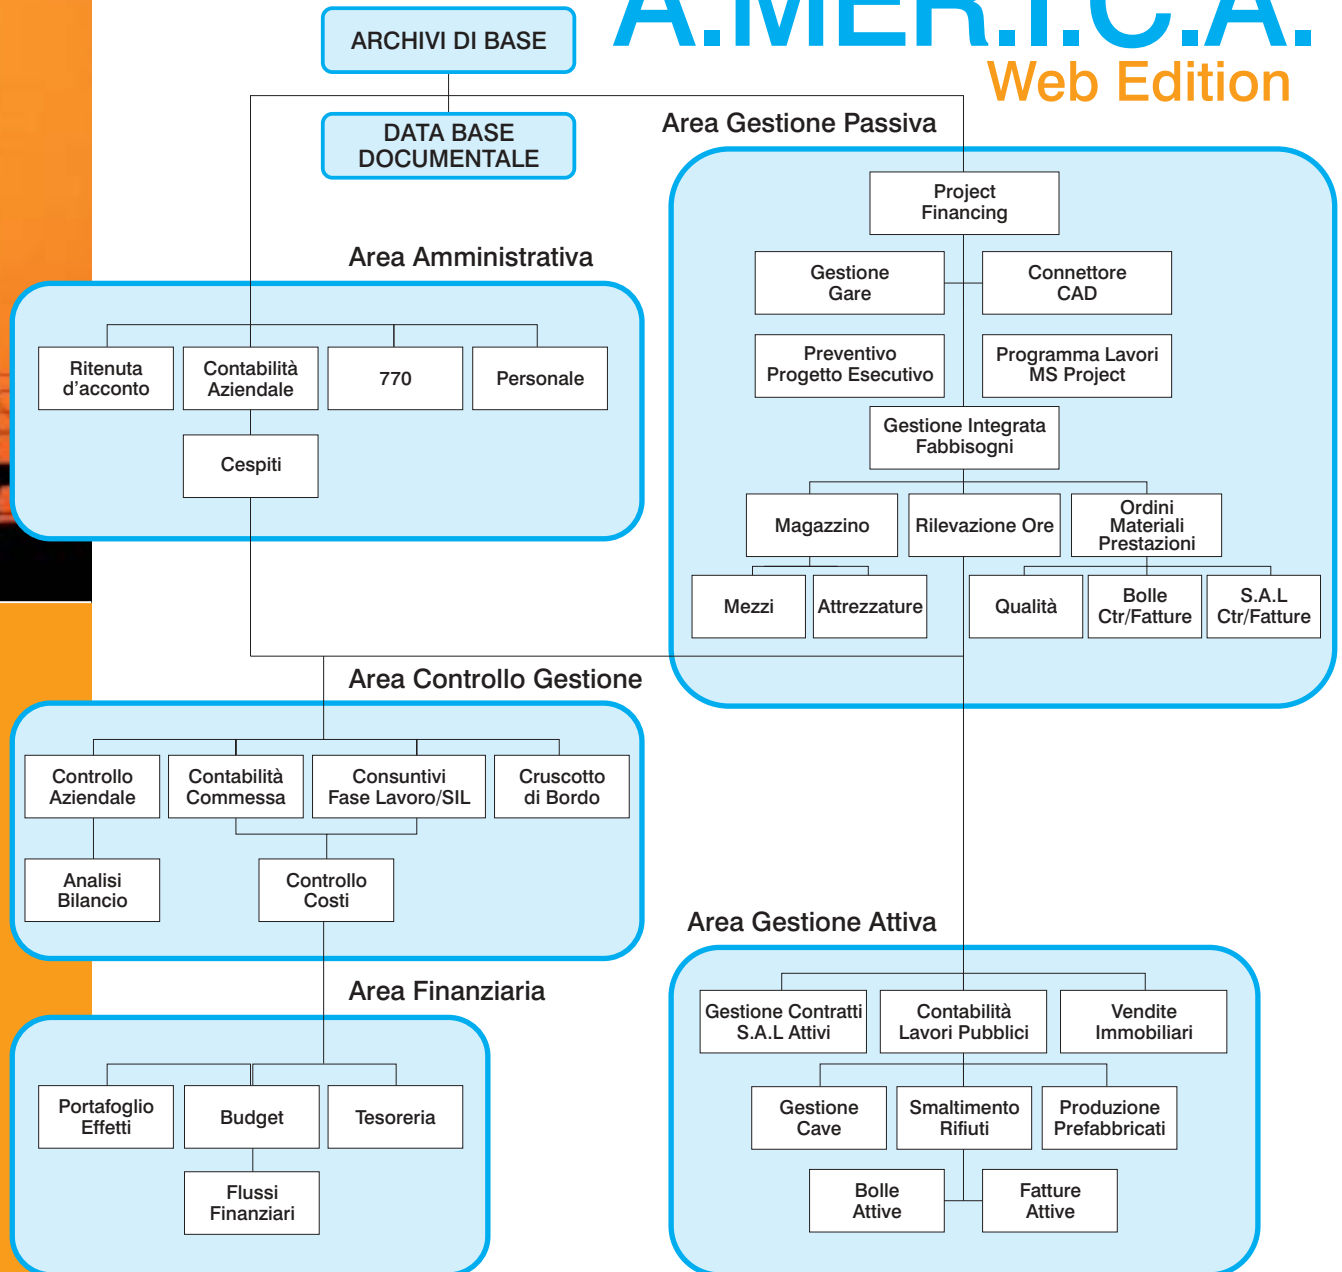 A.MER.I.C.A.
Web Edition
ARCHIVI DI BASE
DATA BASE
DOCUMENTALE
Area Gestione Passiva
Project
Financing
Gestione
Gare
Connettore
CAD
Preventivo
Progetto Esecutivo
Programma Lavori
MS Project
Gestione Integrata
Fabbisogni
Magazzino
Rilevazione Ore
Ordini
Materiali
Prestazioni
Mezzi
Attrezzature
Qualità
Bolle
Ctr/Fatture
S.A.L
Ctr/Fatture
Area Amministrativa
Ritenuta
d'acconto
Contabilità
Aziendale
770
Personale
Cespiti
Area Controllo Gestione
Controllo
Aziendale
Contabilità
Commessa
Consuntivi
Fase Lavoro/SIL
Cruscotto
di Bordo
Analisi
Bilancio
Controllo
Costi
Area Finanziaria
Portafoglio
Effetti
Budget
Tesoreria
Flussi
Finanziari
Area Gestione Attiva
Gestione Contratti
S.A.L Attivi
Contabilità
Lavori Pubblici
Vendite
Immobiliari
Gestione
Cave
Smaltimento
Rifiuti
Produzione
Prefabbricati
Bolle
Attive
Fatture
Attive